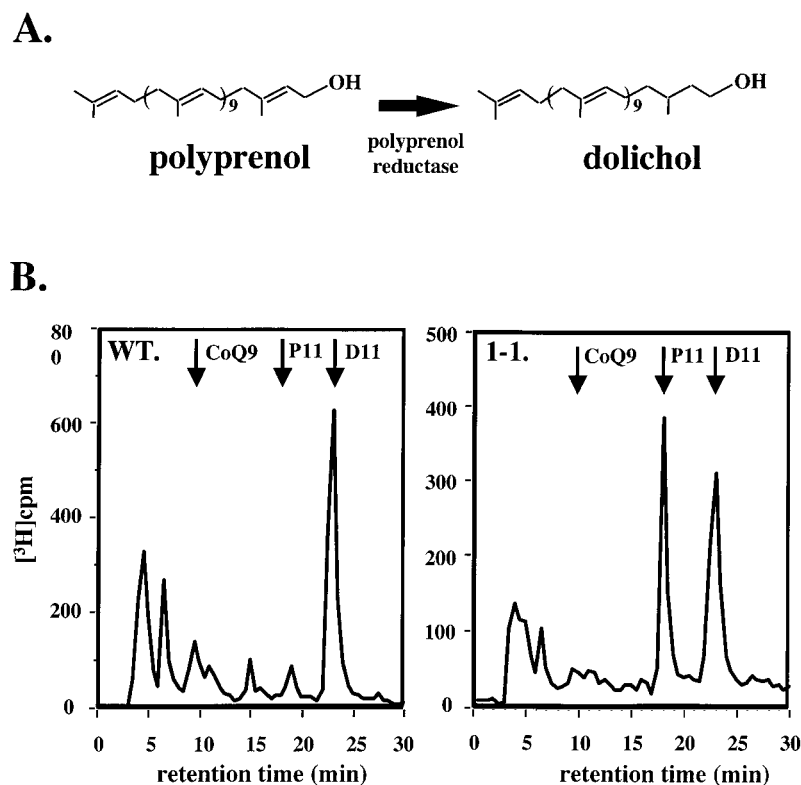 A.
OH
9
polyprenol
polyprenol
reductase
OH
9
dolichol
B.
80
0
600
400
200
0
[³H]cpm
WT.
CoQ9
P11
D11
0
5
10
15
20
25
30
retention time (min)
500
400
300
200
100
0
1-1.
CoQ9
P11
D11
0
5
10
15
20
25
30
retention time (min)